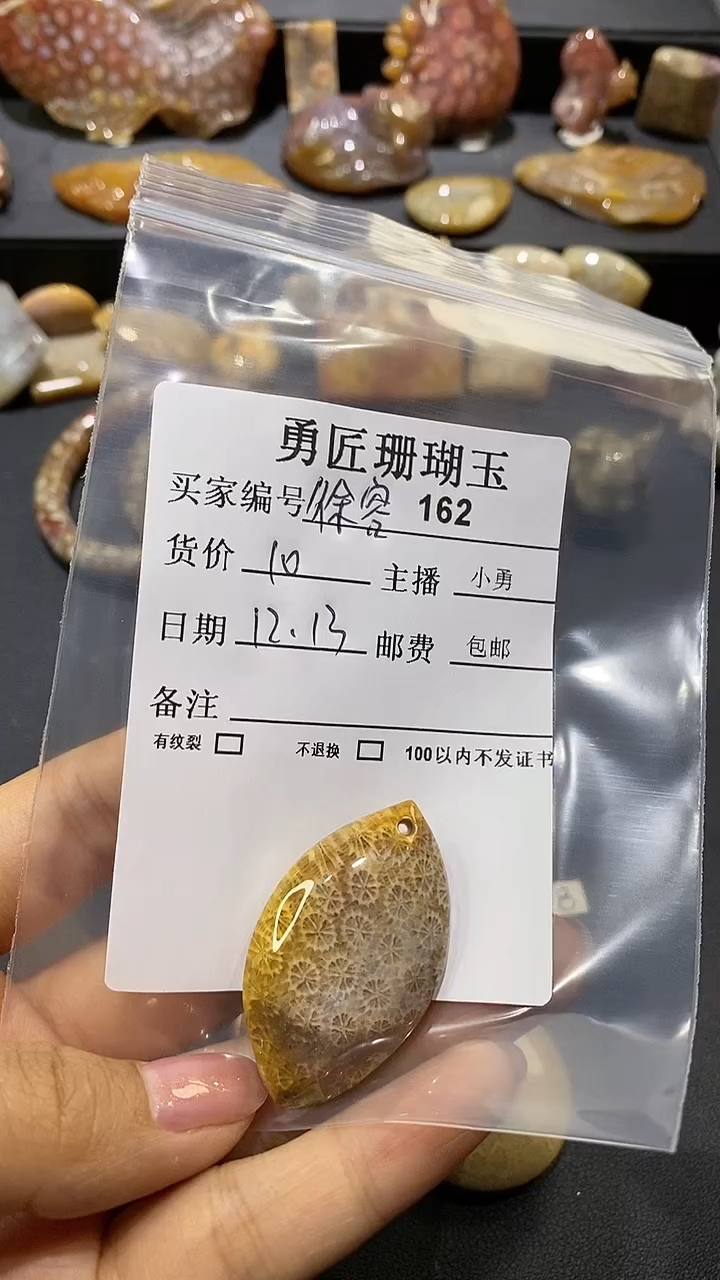 勇匠珊瑚玉
买家编号 徐容 162
货价 10 主播 小勇
日期 12.13 邮费 包邮
备注
有纹裂 不退换 100以内不发证书